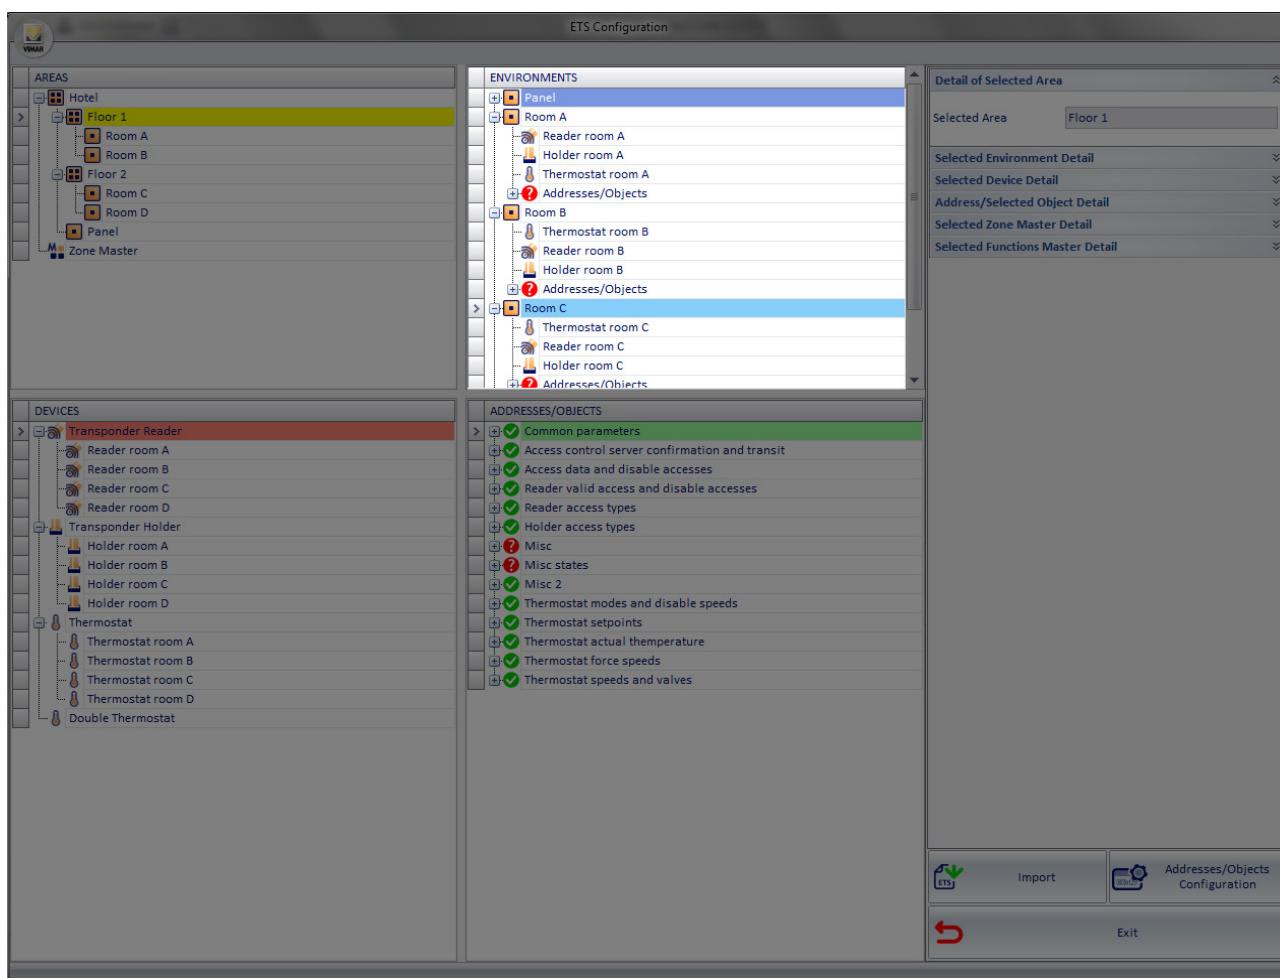 ETS Configuration
VIMAR
AREAS
Hotel
Floor 1
Room A
Room B
Floor 2
Room C
Room D
Panel
Zone Master
ENVIRONMENTS
Panel
Room A
Reader room A
Holder room A
Thermostat room A
Addresses/Objects
Room B
Thermostat room B
Reader room B
Holder room B
Addresses/Objects
Room C
Thermostat room C
Reader room C
Holder room C
Addresses/Objects
Detail of Selected Area
Selected Area Floor 1
Selected Environment Detail
Selected Device Detail
Address/Selected Object Detail
Selected Zone Master Detail
Selected Functions Master Detail
DEVICES
Transponder Reader
Reader room A
Reader room B
Reader room C
Reader room D
Transponder Holder
Holder room A
Holder room B
Holder room C
Holder room D
Thermostat
Thermostat room A
Thermostat room B
Thermostat room C
Thermostat room D
Double Thermostat
ADDRESSES/OBJECTS
Common parameters
Access control server confirmation and transit
Access data and disable accesses
Reader valid access and disable accesses
Reader access types
Holder access types
Misc
Misc states
Misc 2
Thermostat modes and disable speeds
Thermostat setpoints
Thermostat actual themperature
Thermostat force speeds
Thermostat speeds and valves
ETS
Import
Addresses/Objects
Configuration
Exit